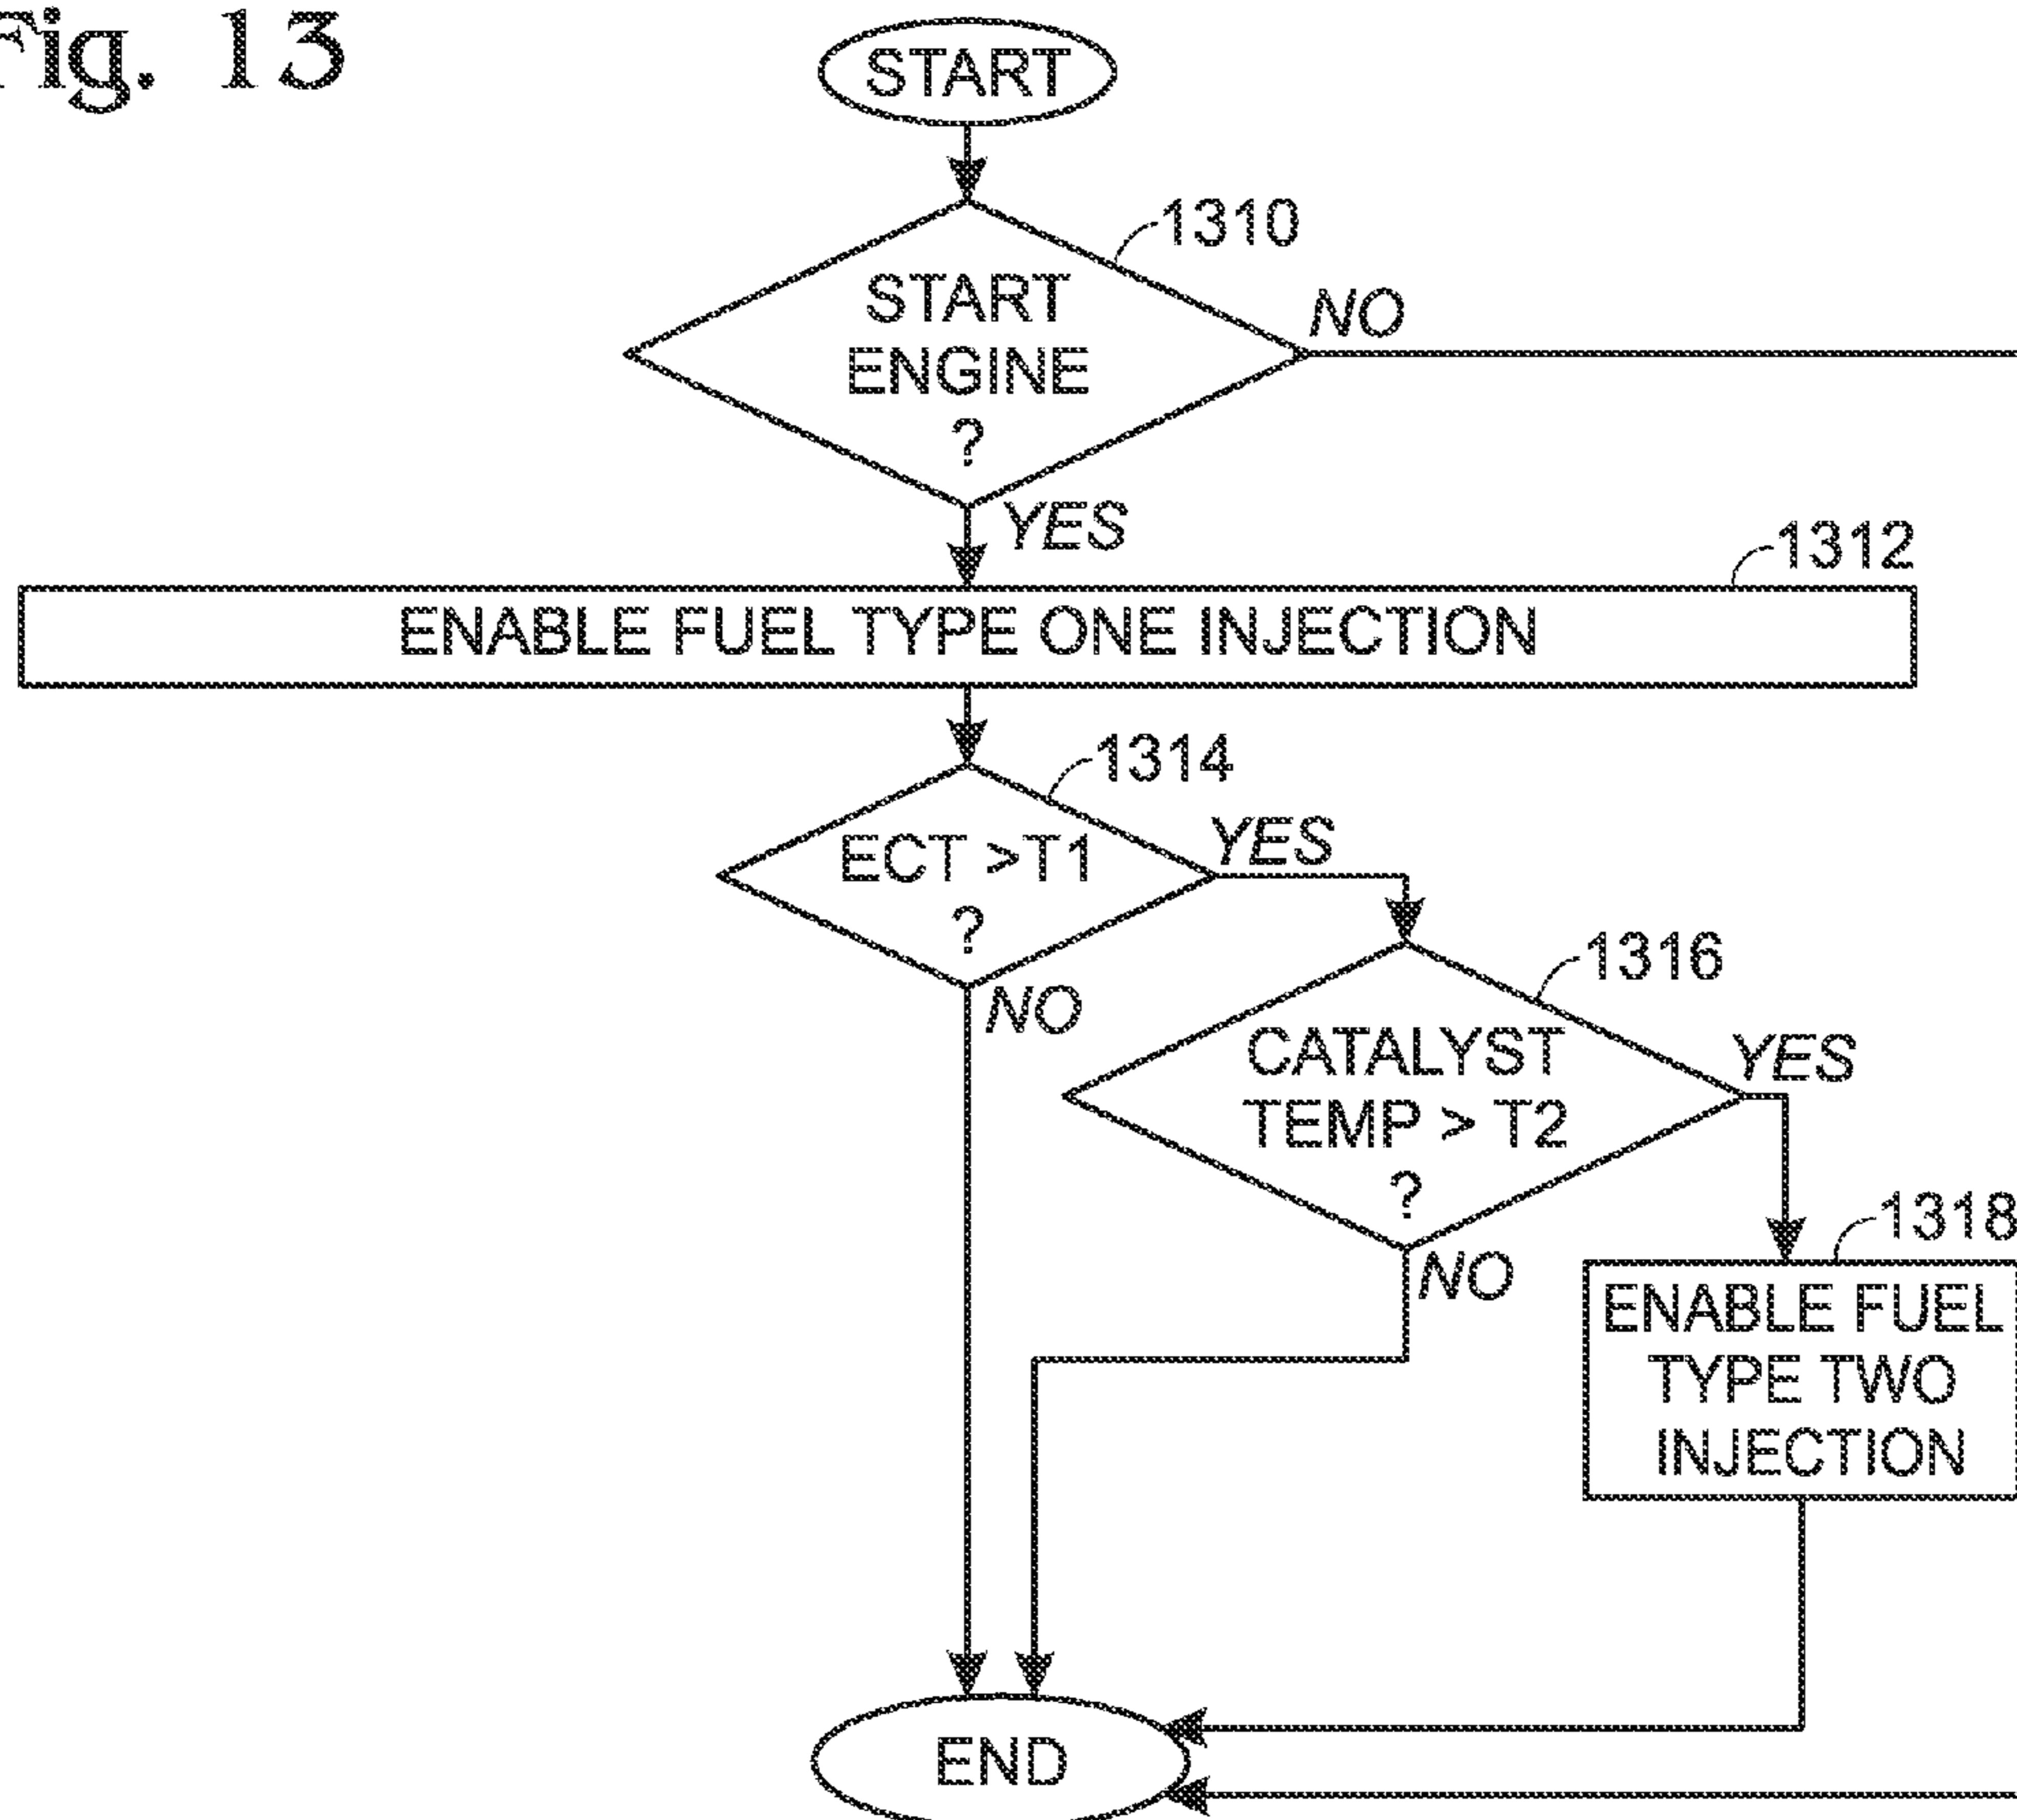 Fig. 13
START
1310
START
ENGINE
?
NO
YES
1312
ENABLE FUEL TYPE ONE INJECTION
1314
ECT >T1
?
YES
NO
1316
CATALYST
TEMP > T2
?
YES
NO
1318
ENABLE FUEL
TYPE TWO
INJECTION
END